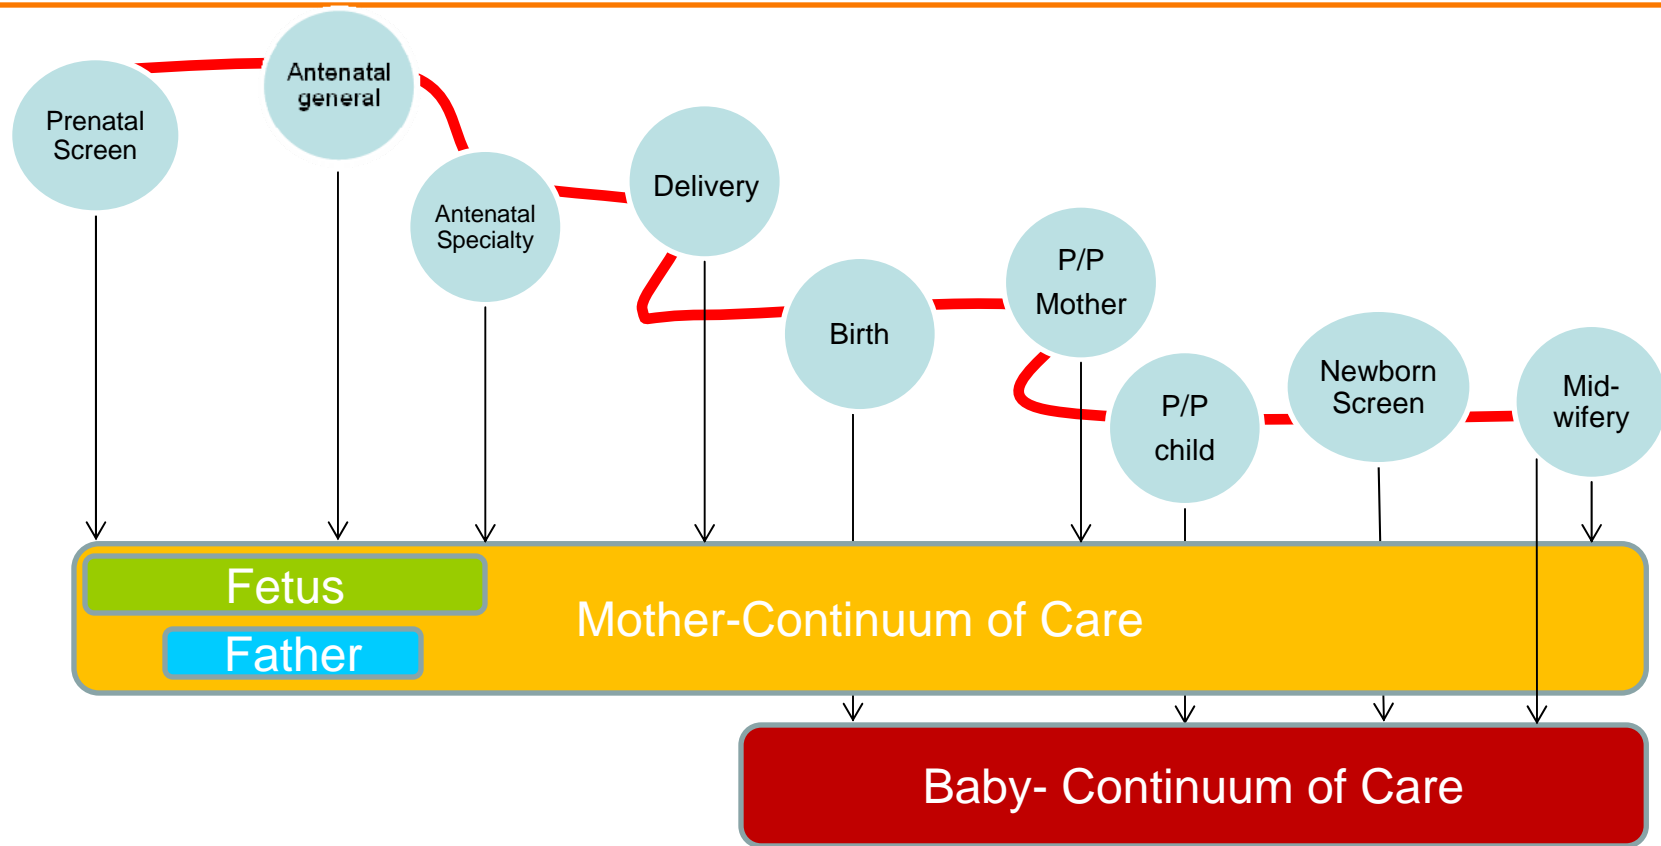 Prenatal
Screen
Antenatal
general
Antenatal
Specialty
Delivery
Birth
P/P
Mother
P/P
child
Newborn
Screen
Mid-
wifery
Fetus
Father
Mother-Continuum of Care
Baby- Continuum of Care